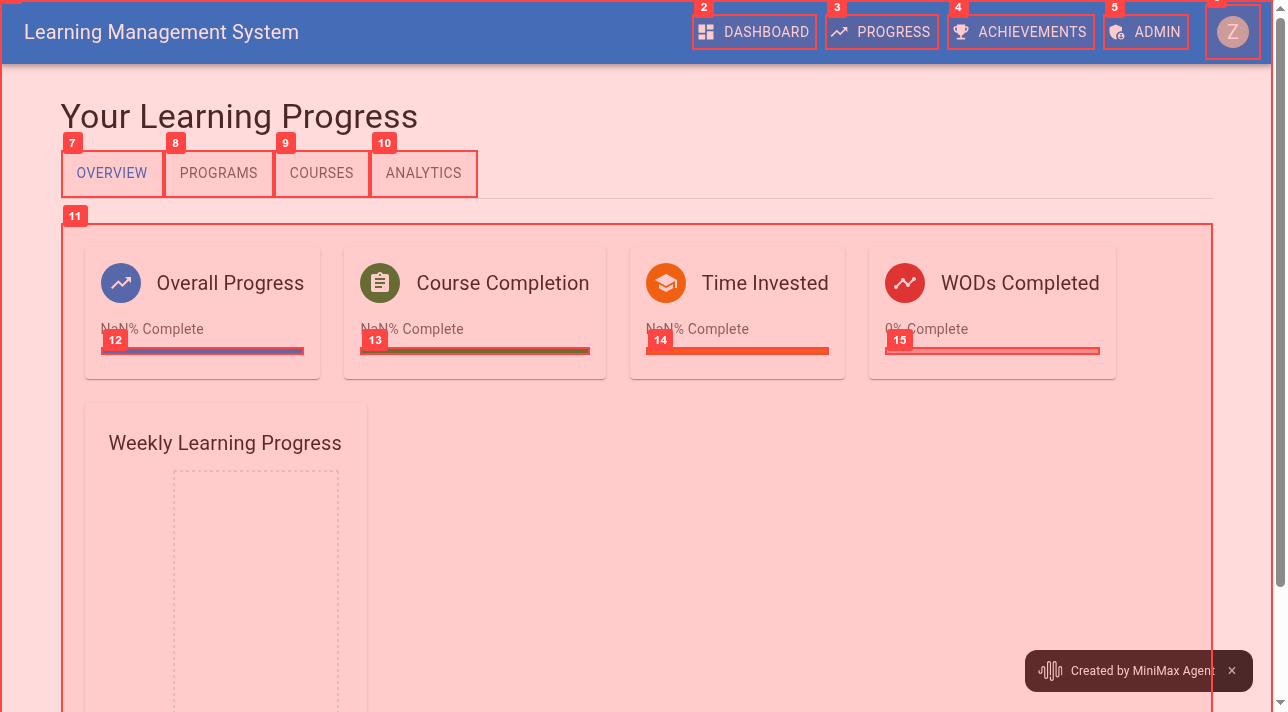 Learning Management System
2
DASHBOARD
3
PROGRESS
4
ACHIEVEMENTS
5
ADMIN
Z
Your Learning Progress
7
OVERVIEW
8
PROGRAMS
9
COURSES
10
ANALYTICS
11
Overall Progress
NaN% Complete
12
Course Completion
NaN% Complete
13
Time Invested
NaN% Complete
14
WODs Completed
0% Complete
15
Weekly Learning Progress
Created by MiniMax Agent ×